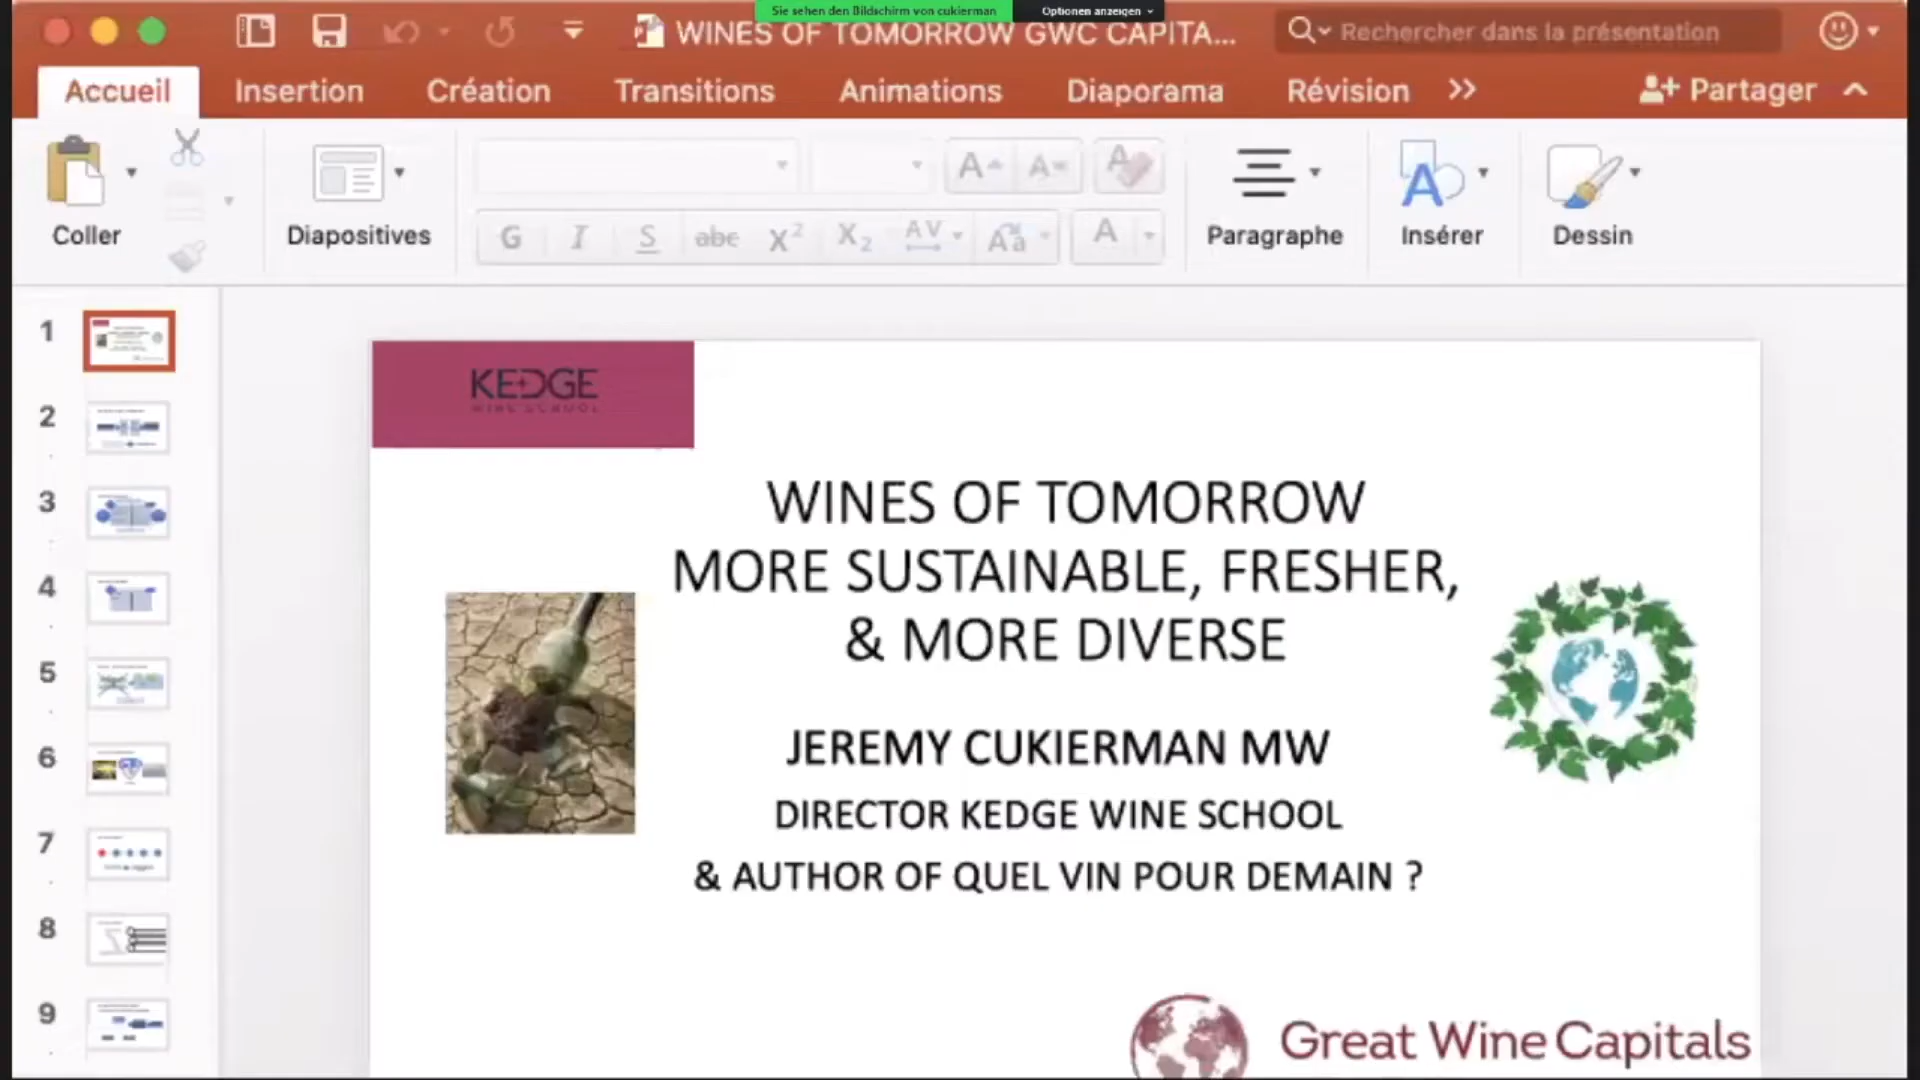 Sie sehen den Bildschirm von cukierman
Optionen anzeigen
WINES OF TOMORROW GWC CAPITA...
Rechercher dans la présentation
Accueil
Insertion
Création
Transitions
Animations
Diaporama
Révision
>>
Partager
Coller
Diapositives
G I S abc X² X₂ AV Aa A
Paragraphe
Insérer
Dessin
1
2
3
4
5
6
7
8
9
KEDGE
WINE SCHOOL
WINES OF TOMORROW
MORE SUSTAINABLE, FRESHER,
& MORE DIVERSE
JEREMY CUKIERMAN MW
DIRECTOR KEDGE WINE SCHOOL
& AUTHOR OF QUEL VIN POUR DEMAIN ?
Great Wine Capitals